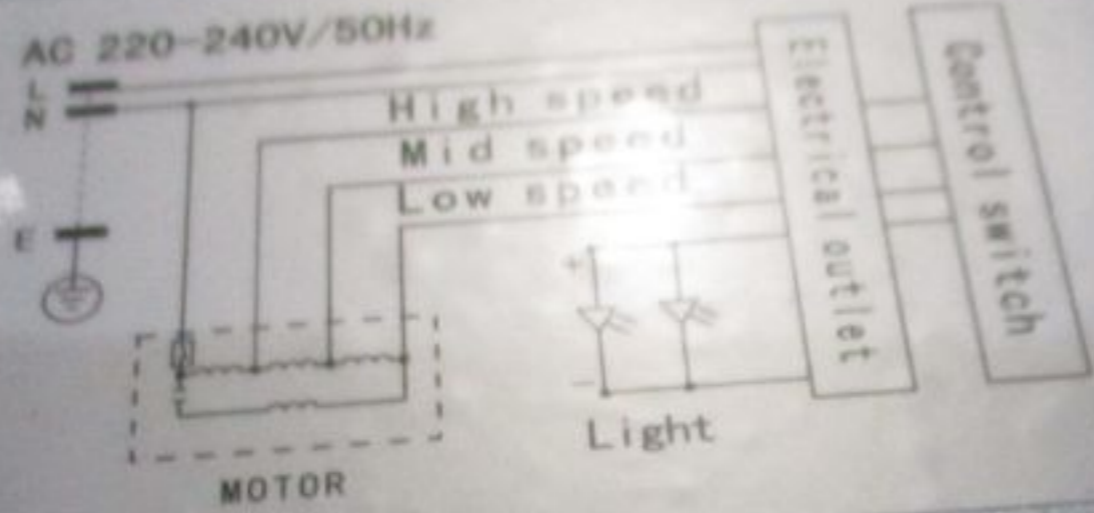 AC 220-240V/50Hz
L
N
High speed
Mid speed
Low speed
E
+
-
Light
MOTOR
Electrical outlet
Control switch